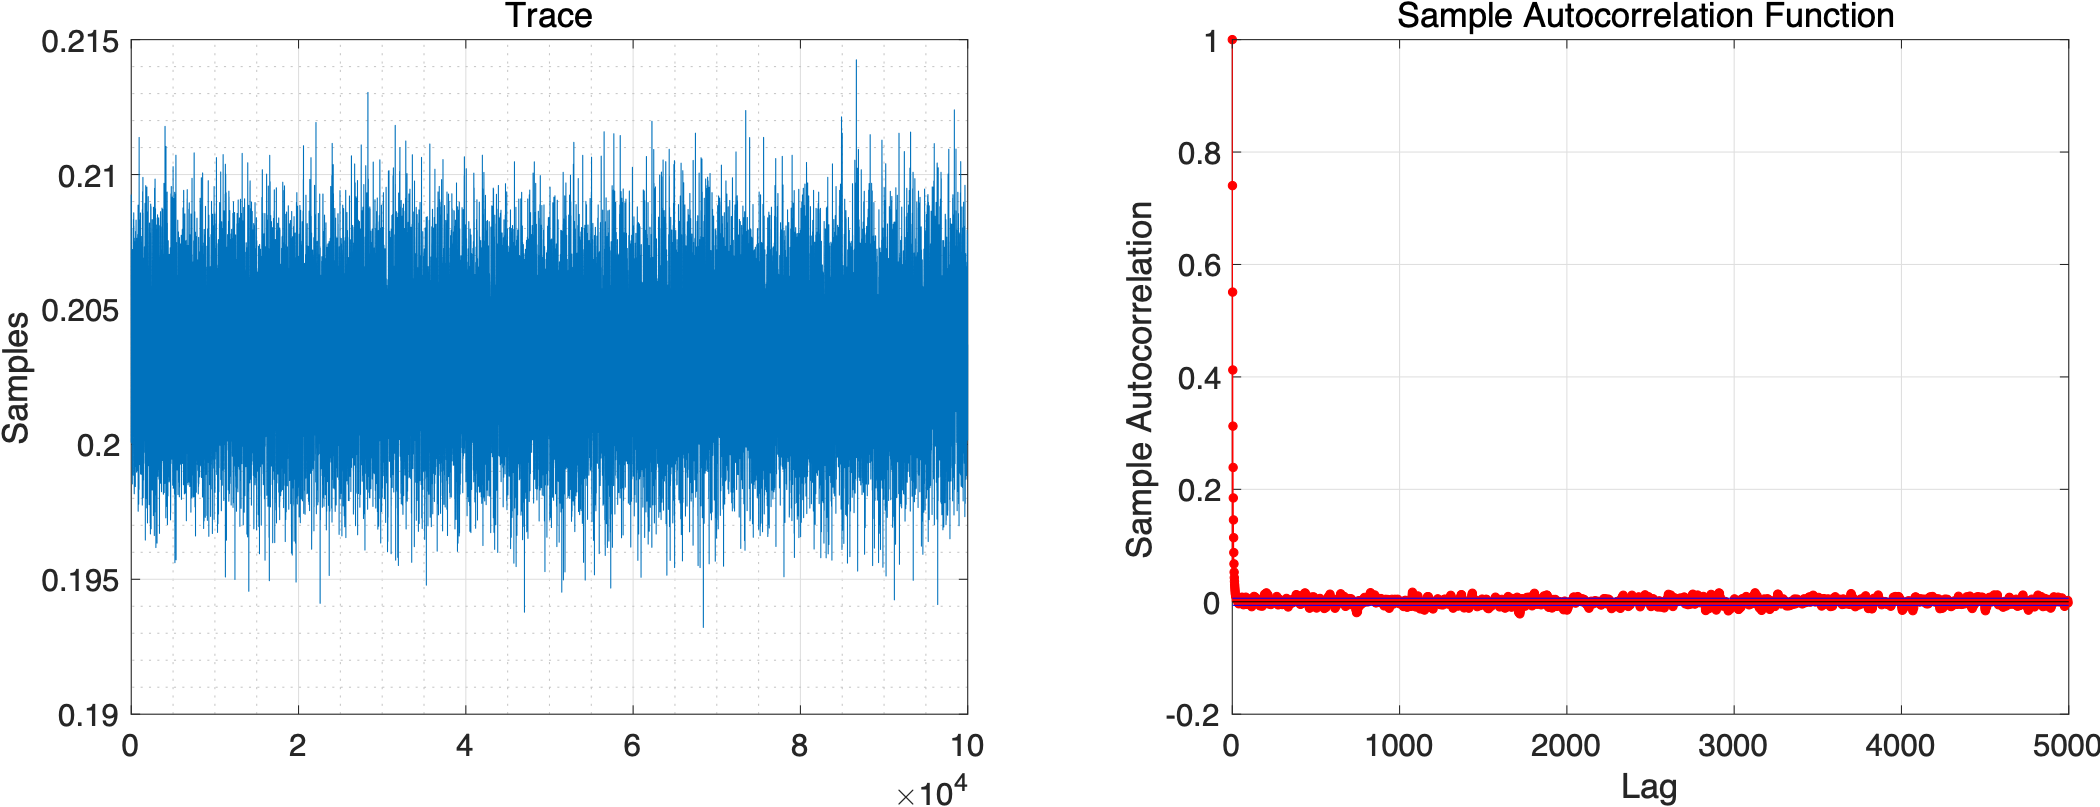 Trace
0.215
0.21
0.205
0.2
0.195
0.19
Samples
0 2 4 6 8 10
×10^4
Sample Autocorrelation Function
1
0.8
0.6
0.4
0.2
0
-0.2
Sample Autocorrelation
0 1000 2000 3000 4000 5000
Lag